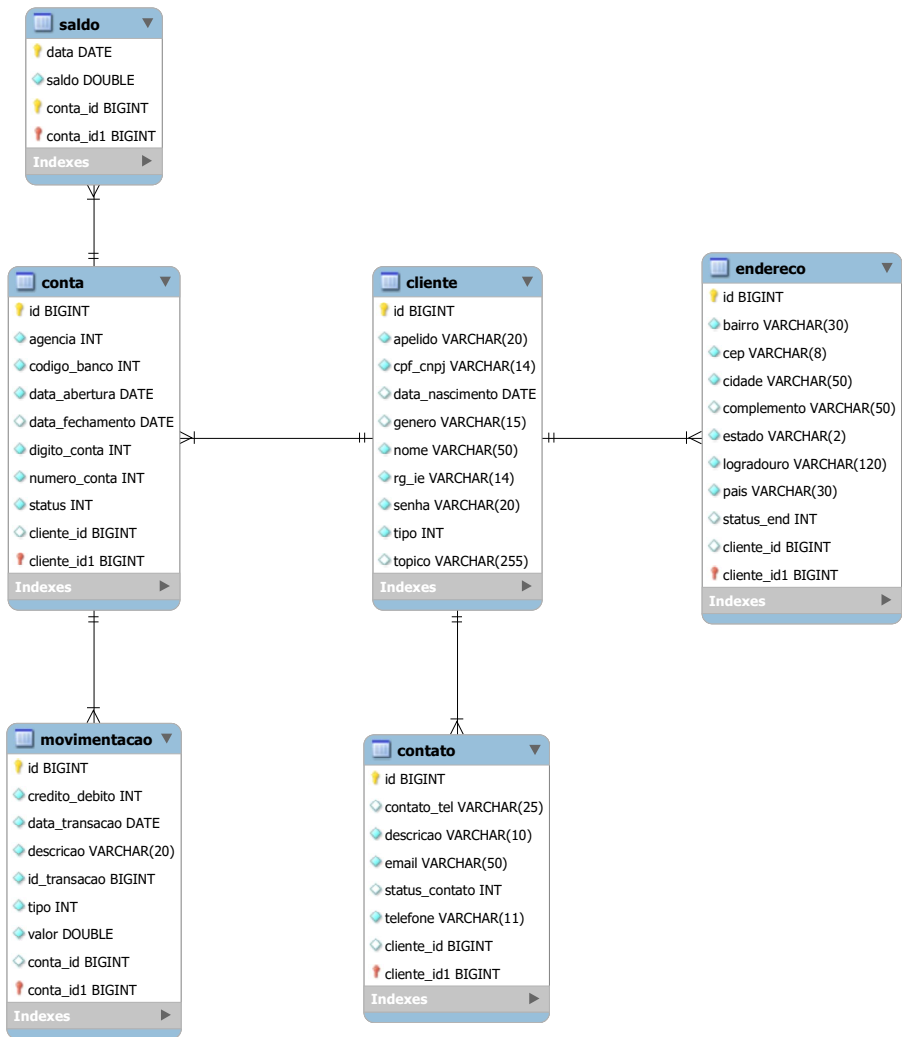 saldo
data DATE
saldo DOUBLE
conta_id BIGINT
conta_id1 BIGINT
Indexes
conta
id BIGINT
agencia INT
codigo_banco INT
data_abertura DATE
data_fechamento DATE
digito_conta INT
numero_conta INT
status INT
cliente_id BIGINT
cliente_id1 BIGINT
Indexes
cliente
id BIGINT
apelido VARCHAR(20)
cpf_cnpj VARCHAR(14)
data_nascimento DATE
genero VARCHAR(15)
nome VARCHAR(50)
rg_ie VARCHAR(14)
senha VARCHAR(20)
tipo INT
topico VARCHAR(255)
Indexes
endereco
id BIGINT
bairro VARCHAR(30)
cep VARCHAR(8)
cidade VARCHAR(50)
complemento VARCHAR(50)
estado VARCHAR(2)
logradouro VARCHAR(120)
pais VARCHAR(30)
status_end INT
cliente_id BIGINT
cliente_id1 BIGINT
Indexes
movimentacao
id BIGINT
credito_debito INT
data_transacao DATE
descricao VARCHAR(20)
id_transacao BIGINT
tipo INT
valor DOUBLE
conta_id BIGINT
conta_id1 BIGINT
Indexes
contato
id BIGINT
contato_tel VARCHAR(25)
descricao VARCHAR(10)
email VARCHAR(50)
status_contato INT
telefone VARCHAR(11)
cliente_id BIGINT
cliente_id1 BIGINT
Indexes